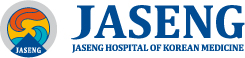 JASENG
JASENG
JASENG HOSPITAL OF KOREAN MEDICINE